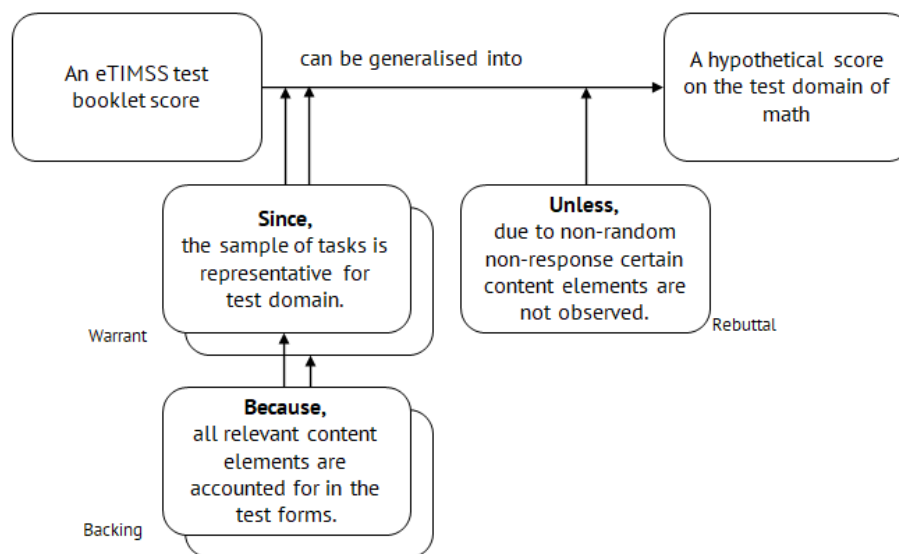 An eTIMSS test
booklet score
can be generalised into
A hypothetical score
on the test domain of
math
Since,
the sample of tasks is
representative for
test domain.
Warrant
Unless,
due to non-random
non-response certain
content elements are
not observed.
Rebuttal
Because,
all relevant content
elements are
accounted for in the
test forms.
Backing